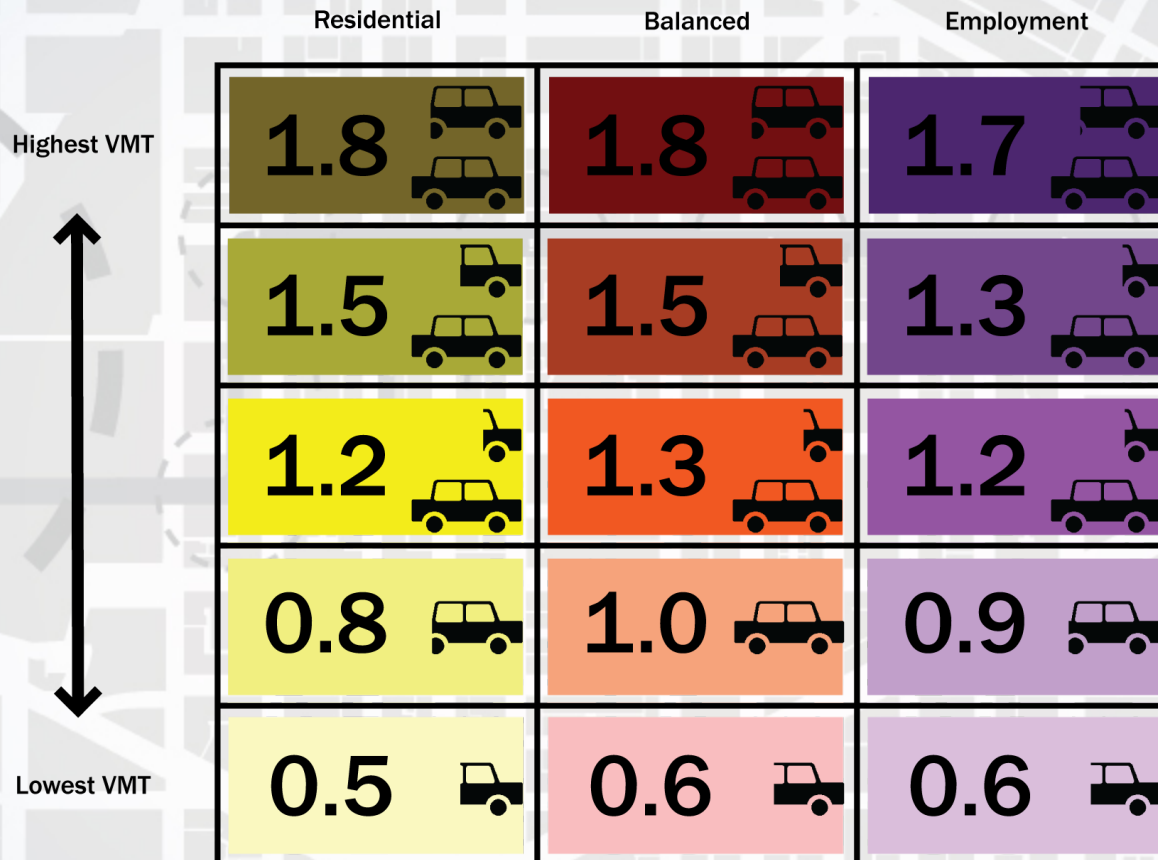 Residential Balanced Employment
Highest VMT 1.8 1.8 1.7
1.5 1.5 1.3
1.2 1.3 1.2
0.8 1.0 0.9
Lowest VMT 0.5 0.6 0.6